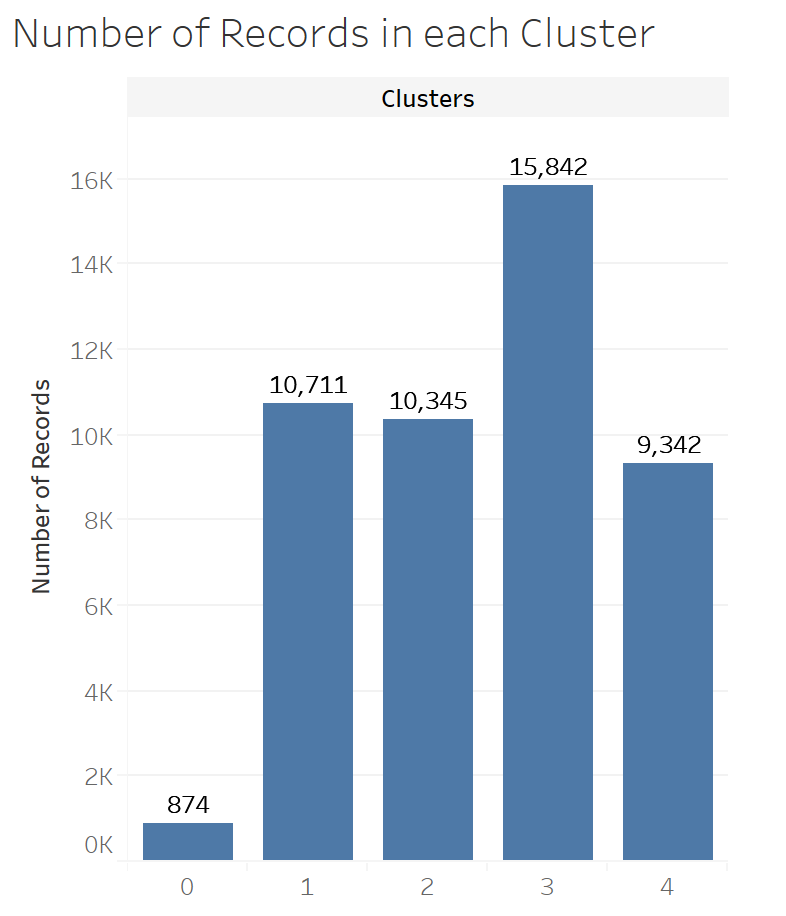 Number of Records in each Cluster
Clusters
Number of Records
16K
14K
12K
10K
8K
6K
4K
2K
0K
874
10,711
10,345
15,842
9,342
0 1 2 3 4